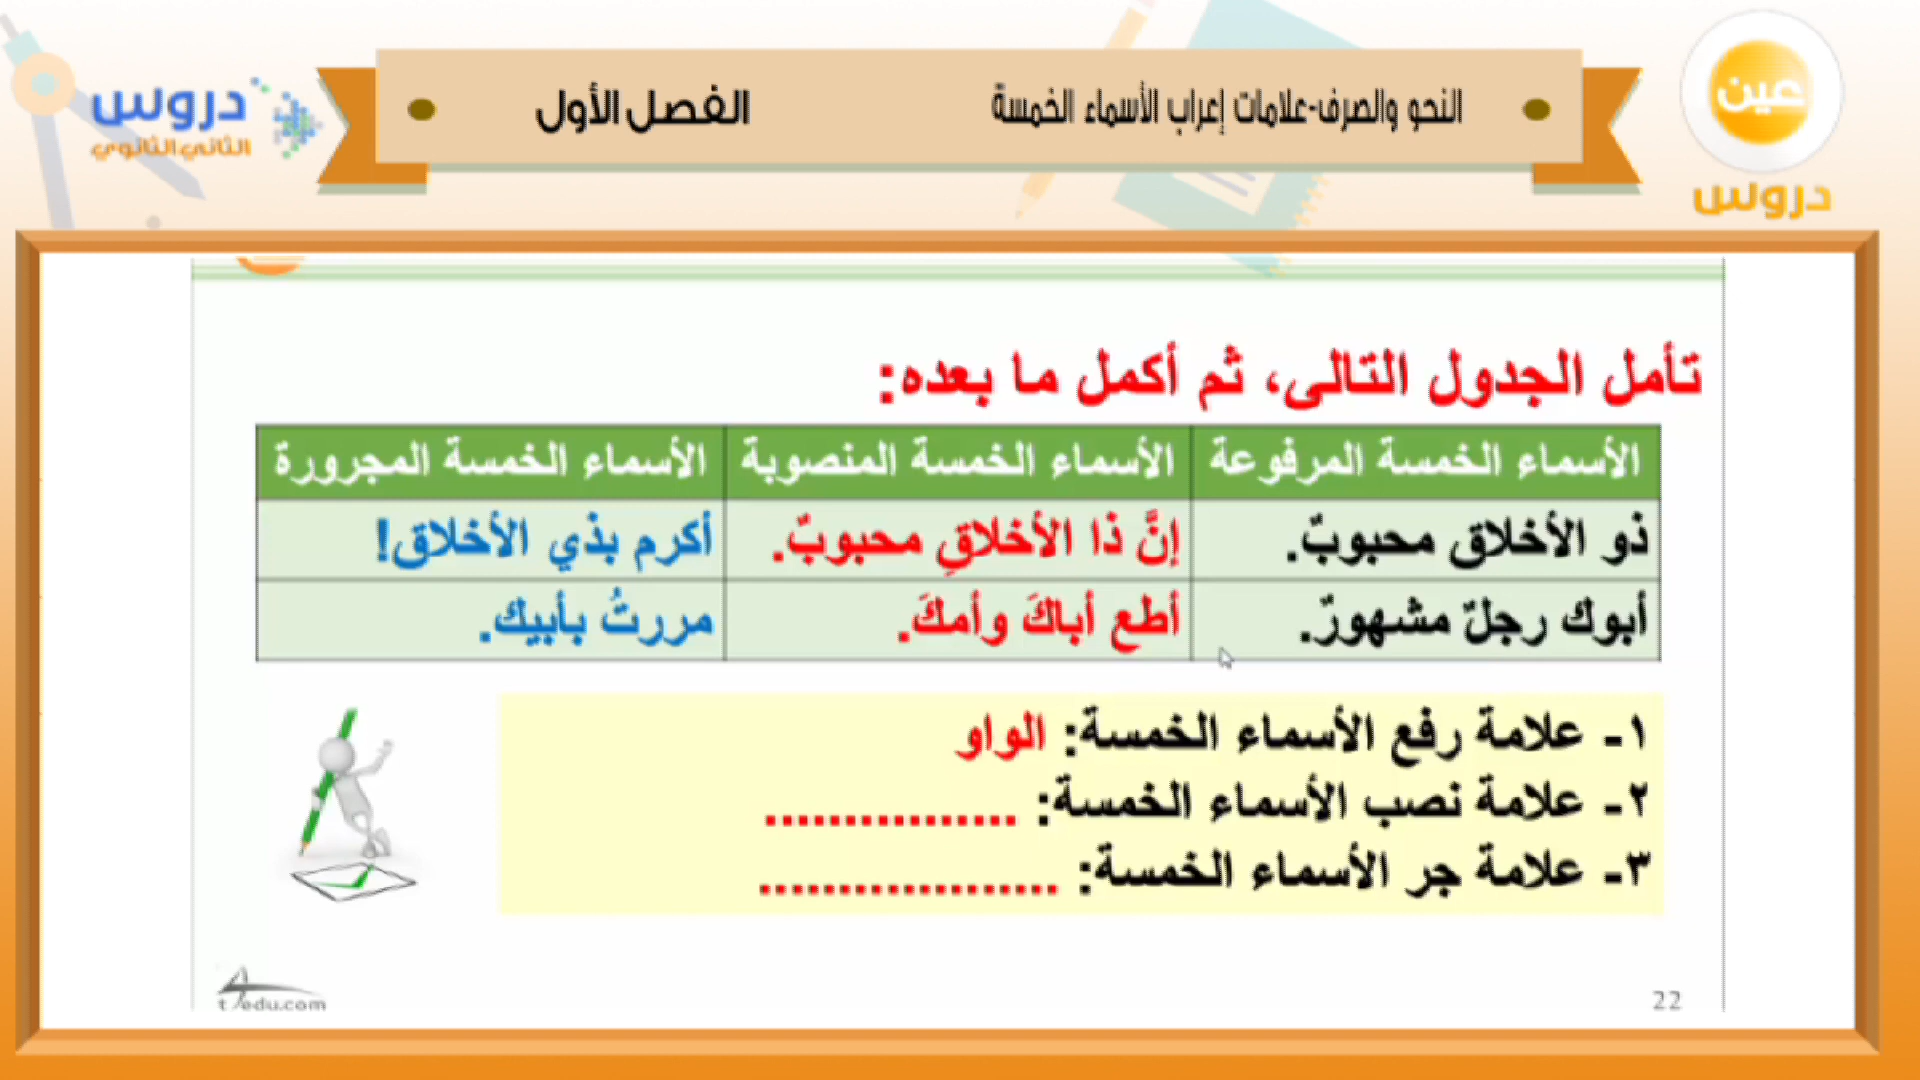 عين
دروس
النحو والصرف-علامات إعراب الأسماء الخمسة
الفصل الأول
دروس
الثاني الثانوي
تأمل الجدول التالى، ثم أكمل ما بعده:
الأسماء الخمسة المرفوعة الأسماء الخمسة المنصوبة الأسماء الخمسة المجرورة
ذو الأخلاق محبوبٌ. إنَّ ذا الأخلاقِ محبوبٌ. أكرم بذي الأخلاق!
أبوك رجلٌ مشهورٌ. أطع أباكَ وأمكَ. مررتُ بأبيك.
١- علامة رفع الأسماء الخمسة: الواو
٢- علامة نصب الأسماء الخمسة: ................
٣- علامة جر الأسماء الخمسة: ...................
t4edu.com
22